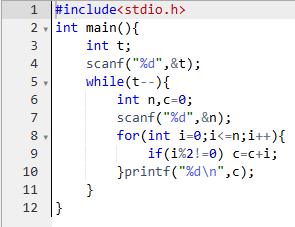 1 #include<stdio.h>
2 int main(){
3 int t;
4 scanf("%d",&t);
5 while(t--){
6 int n,c=0;
7 scanf("%d",&n);
8 for(int i=0;i<=n;i++){
9 if(i%2!=0) c=c+i;
10 }printf("%d\n",c);
11 }
12 }